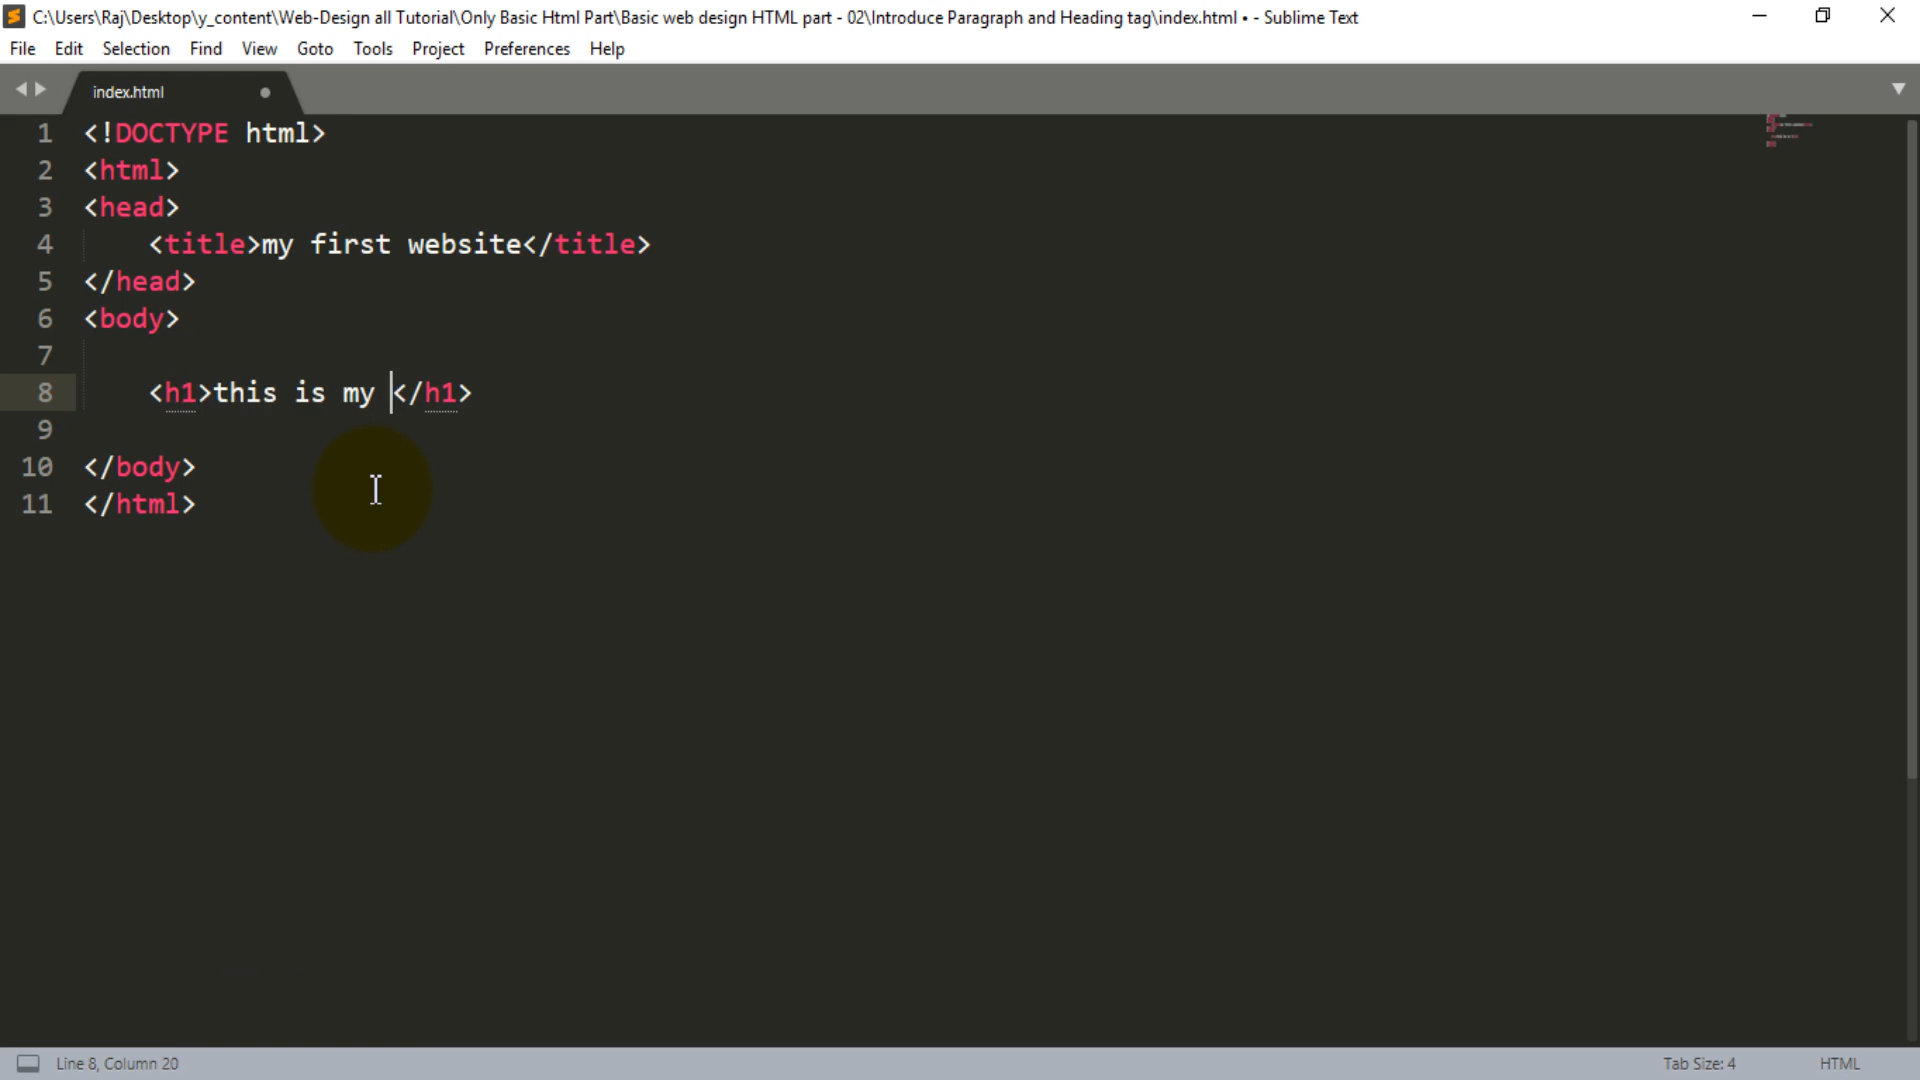 C:\Users\Raj\Desktop\y_content\Web-Design all Tutorial\Only Basic Html Part\Basic web design HTML part - 02\Introduce Paragraph and Heading tag\index.html • - Sublime Text
File Edit Selection Find View Goto Tools Project Preferences Help
index.html
1 <!DOCTYPE html>
2 <html>
3 <head>
4 <title>my first website</title>
5 </head>
6 <body>
7
8 <h1>this is my </h1>
9
10 </body>
11 </html>
Line 8, Column 20 Tab Size: 4 HTML